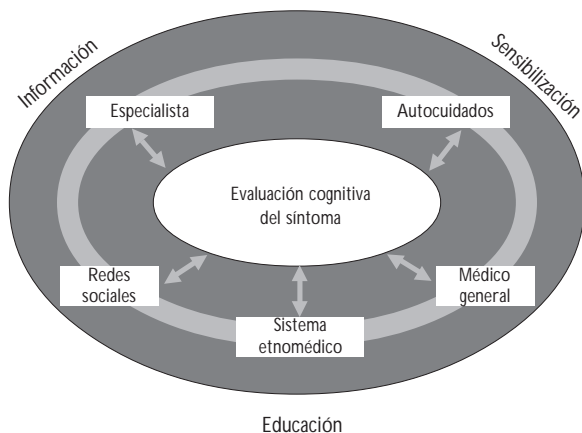 Información
Sensibilización
Especialista
Autocuidados
Evaluación cognitiva
del síntoma
Redes
sociales
Médico
general
Sistema
etnomédico
Educación